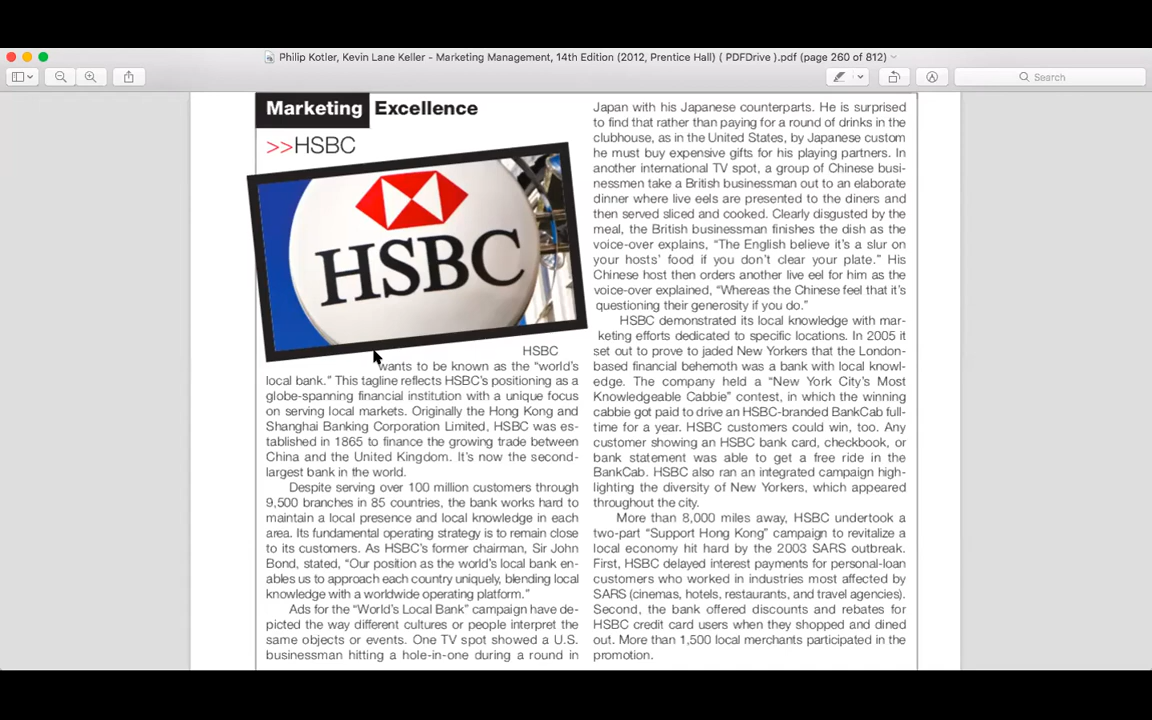 Philip Kotler, Kevin Lane Keller - Marketing Management, 14th Edition (2012, Prentice Hall) ( PDFDrive ).pdf (page 260 of 812)
Search
Marketing Excellence
>>HSBC
HSBC
HSBC
wants to be known as the “world’s
local bank.” This tagline reflects HSBC’s positioning as a
globe-spanning financial institution with a unique focus
on serving local markets. Originally the Hong Kong and
Shanghai Banking Corporation Limited, HSBC was es-
tablished in 1865 to finance the growing trade between
China and the United Kingdom. It’s now the second-
largest bank in the world.
Despite serving over 100 million customers through
9,500 branches in 85 countries, the bank works hard to
maintain a local presence and local knowledge in each
area. Its fundamental operating strategy is to remain close
to its customers. As HSBC’s former chairman, Sir John
Bond, stated, “Our position as the world’s local bank en-
ables us to approach each country uniquely, blending local
knowledge with a worldwide operating platform.”
Ads for the “World’s Local Bank” campaign have de-
picted the way different cultures or people interpret the
same objects or events. One TV spot showed a U.S.
businessman hitting a hole-in-one during a round in
Japan with his Japanese counterparts. He is surprised
to find that rather than paying for a round of drinks in the
clubhouse, as in the United States, by Japanese custom
he must buy expensive gifts for his playing partners. In
another international TV spot, a group of Chinese busi-
nessmen take a British businessman out to an elaborate
dinner where live eels are presented to the diners and
then served sliced and cooked. Clearly disgusted by the
meal, the British businessman finishes the dish as the
voice-over explains, “The English believe it’s a slur on
your hosts’ food if you don’t clear your plate.” His
Chinese host then orders another live eel for him as the
voice-over explained, “Whereas the Chinese feel that it’s
questioning their generosity if you do.”
HSBC demonstrated its local knowledge with mar-
keting efforts dedicated to specific locations. In 2005 it
set out to prove to jaded New Yorkers that the London-
based financial behemoth was a bank with local knowl-
edge. The company held a “New York City’s Most
Knowledgeable Cabbie” contest, in which the winning
cabbie got paid to drive an HSBC-branded BankCab full-
time for a year. HSBC customers could win, too. Any
customer showing an HSBC bank card, checkbook, or
bank statement was able to get a free ride in the
BankCab. HSBC also ran an integrated campaign high-
lighting the diversity of New Yorkers, which appeared
throughout the city.
More than 8,000 miles away, HSBC undertook a
two-part “Support Hong Kong” campaign to revitalize a
local economy hit hard by the 2003 SARS outbreak.
First, HSBC delayed interest payments for personal-loan
customers who worked in industries most affected by
SARS (cinemas, hotels, restaurants, and travel agencies).
Second, the bank offered discounts and rebates for
HSBC credit card users when they shopped and dined
out. More than 1,500 local merchants participated in the
promotion.